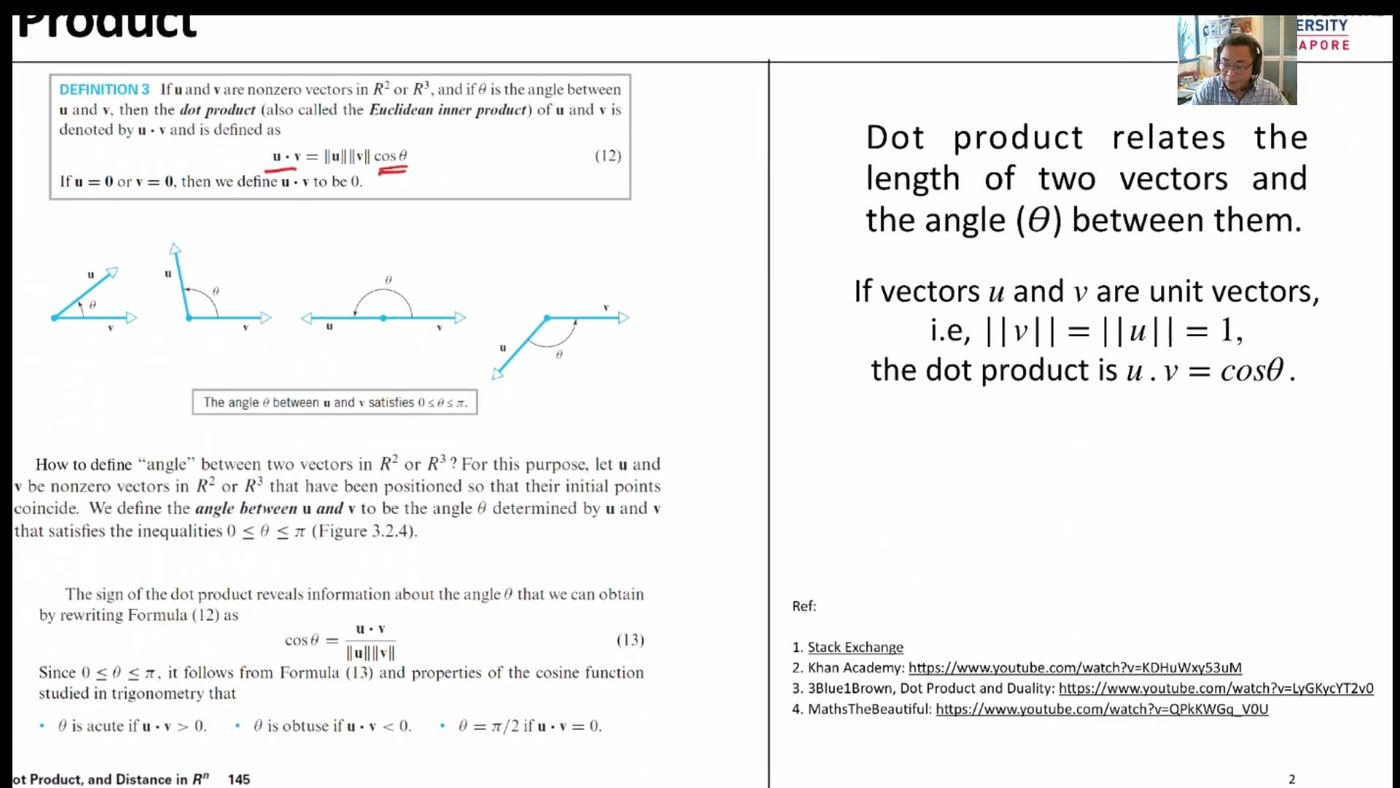 Product
ERSITY
APORE
DEFINITION 3 If u and v are nonzero vectors in R² or R³, and if θ is the angle between
u and v, then the dot product (also called the Euclidean inner product) of u and v is
denoted by u · v and is defined as
u · v = ‖u‖‖v‖ cos θ (12)
If u = 0 or v = 0, then we define u · v to be 0.
u θ v
u θ v
u θ v
u θ v
The angle θ between u and v satisfies 0 ≤ θ ≤ π.
How to define “angle” between two vectors in R² or R³? For this purpose, let u and
v be nonzero vectors in R² or R³ that have been positioned so that their initial points
coincide. We define the angle between u and v to be the angle θ determined by u and v
that satisfies the inequalities 0 ≤ θ ≤ π (Figure 3.2.4).
The sign of the dot product reveals information about the angle θ that we can obtain
by rewriting Formula (12) as
cos θ = u · v / ‖u‖‖v‖ (13)
Since 0 ≤ θ ≤ π, it follows from Formula (13) and properties of the cosine function
studied in trigonometry that
• θ is acute if u · v > 0. • θ is obtuse if u · v < 0. • θ = π/2 if u · v = 0.
ot Product, and Distance in Rⁿ 145
Dot product relates the
length of two vectors and
the angle (θ) between them.
If vectors u and v are unit vectors,
i.e, ||v|| = ||u|| = 1,
the dot product is u . v = cosθ.
Ref:
1. Stack Exchange
2. Khan Academy: https://www.youtube.com/watch?v=KDHuWxy53uM
3. 3Blue1Brown, Dot Product and Duality: https://www.youtube.com/watch?v=LyGKycYT2v0
4. MathsTheBeautiful: https://www.youtube.com/watch?v=QPkKWGq_V0U
2